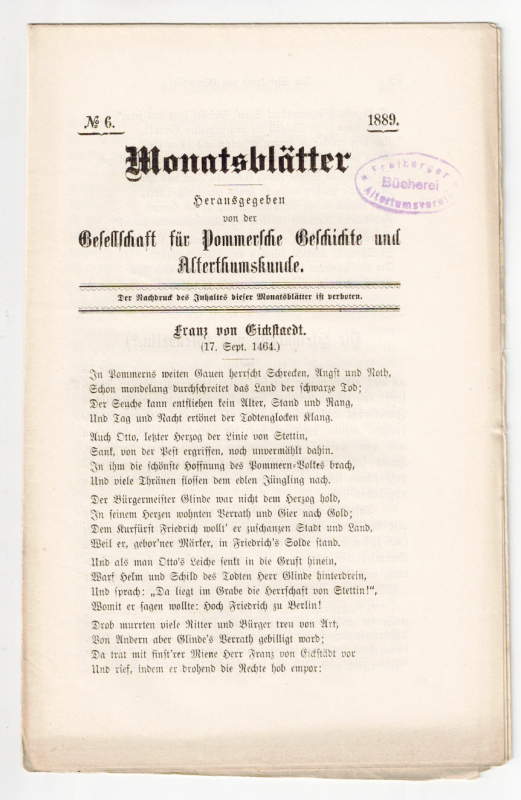 № 6.
1889.
Monatsblätter
Freiberger
Bücherei
Altertumsverein
Herausgegeben
von der
Gesellschaft für Pommersche Geschichte und
Alterthumskunde.
Der Nachdruck des Inhaltes dieser Monatsblätter ist verboten.
Franz von Eickstaedt.
(17. Sept. 1464.)
In Pommerns weiten Gauen herrscht Schrecken, Angst und Noth,
Schon mondelang durchschreitet das Land der schwarze Tod;
Der Seuche kann entfliehen kein Alter, Stand und Rang,
Und Tag und Nacht ertönet der Todtenglocken Klang.
Auch Otto, letzter Herzog der Linie von Stettin,
Sank, von der Pest ergriffen, noch unvermählt dahin.
In ihm die schönste Hoffnung des Pommern-Volkes brach,
Und viele Thränen flossen dem edlen Jüngling nach.
Der Bürgermeister Glinde war nicht dem Herzog hold,
In seinem Herzen wohnten Verrath und Gier nach Gold;
Dem Kurfürst Friedrich wollt' er zuschanzen Stadt und Land,
Weil er, gebor'ner Märker, in Friedrich's Solde stand.
Und als man Otto's Leiche senkt in die Gruft hinein,
Warf Helm und Schild des Todten Herr Glinde hinterdrein,
Und sprach: „Da liegt im Grabe die Herrschaft von Stettin!",
Womit er sagen wollte: Hoch Friedrich zu Berlin!
Drob murrten viele Ritter und Bürger treu von Art,
Von Andern aber Glinde's Verrath gebilligt ward;
Da trat mit finst'rer Miene Herr Franz von Eickstädt vor
Und rief, indem er drohend die Rechte hob empor: